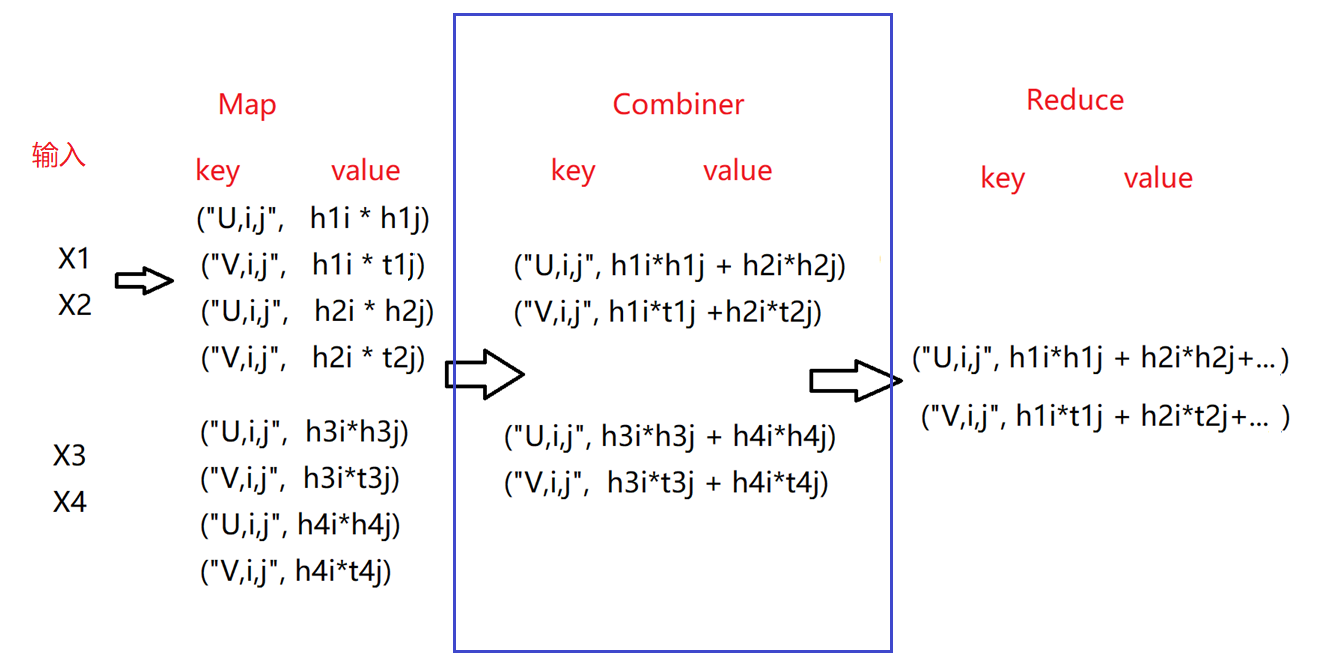 Map
Combiner
Reduce
输入
key value
key value
key value
("U,i,j", h1i * h1j)
("V,i,j", h1i * t1j)
("U,i,j", h2i * h2j)
("V,i,j", h2i * t2j)
X1
X2
("U,i,j", h3i*h3j)
("V,i,j", h3i*t3j)
("U,i,j", h4i*h4j)
("V,i,j", h4i*t4j)
X3
X4
("U,i,j", h1i*h1j + h2i*h2j)
("V,i,j", h1i*t1j +h2i*t2j)
("U,i,j", h3i*h3j + h4i*h4j)
("V,i,j", h3i*t3j + h4i*t4j)
("U,i,j", h1i*h1j + h2i*h2j+... )
("V,i,j", h1i*t1j + h2i*t2j+... )